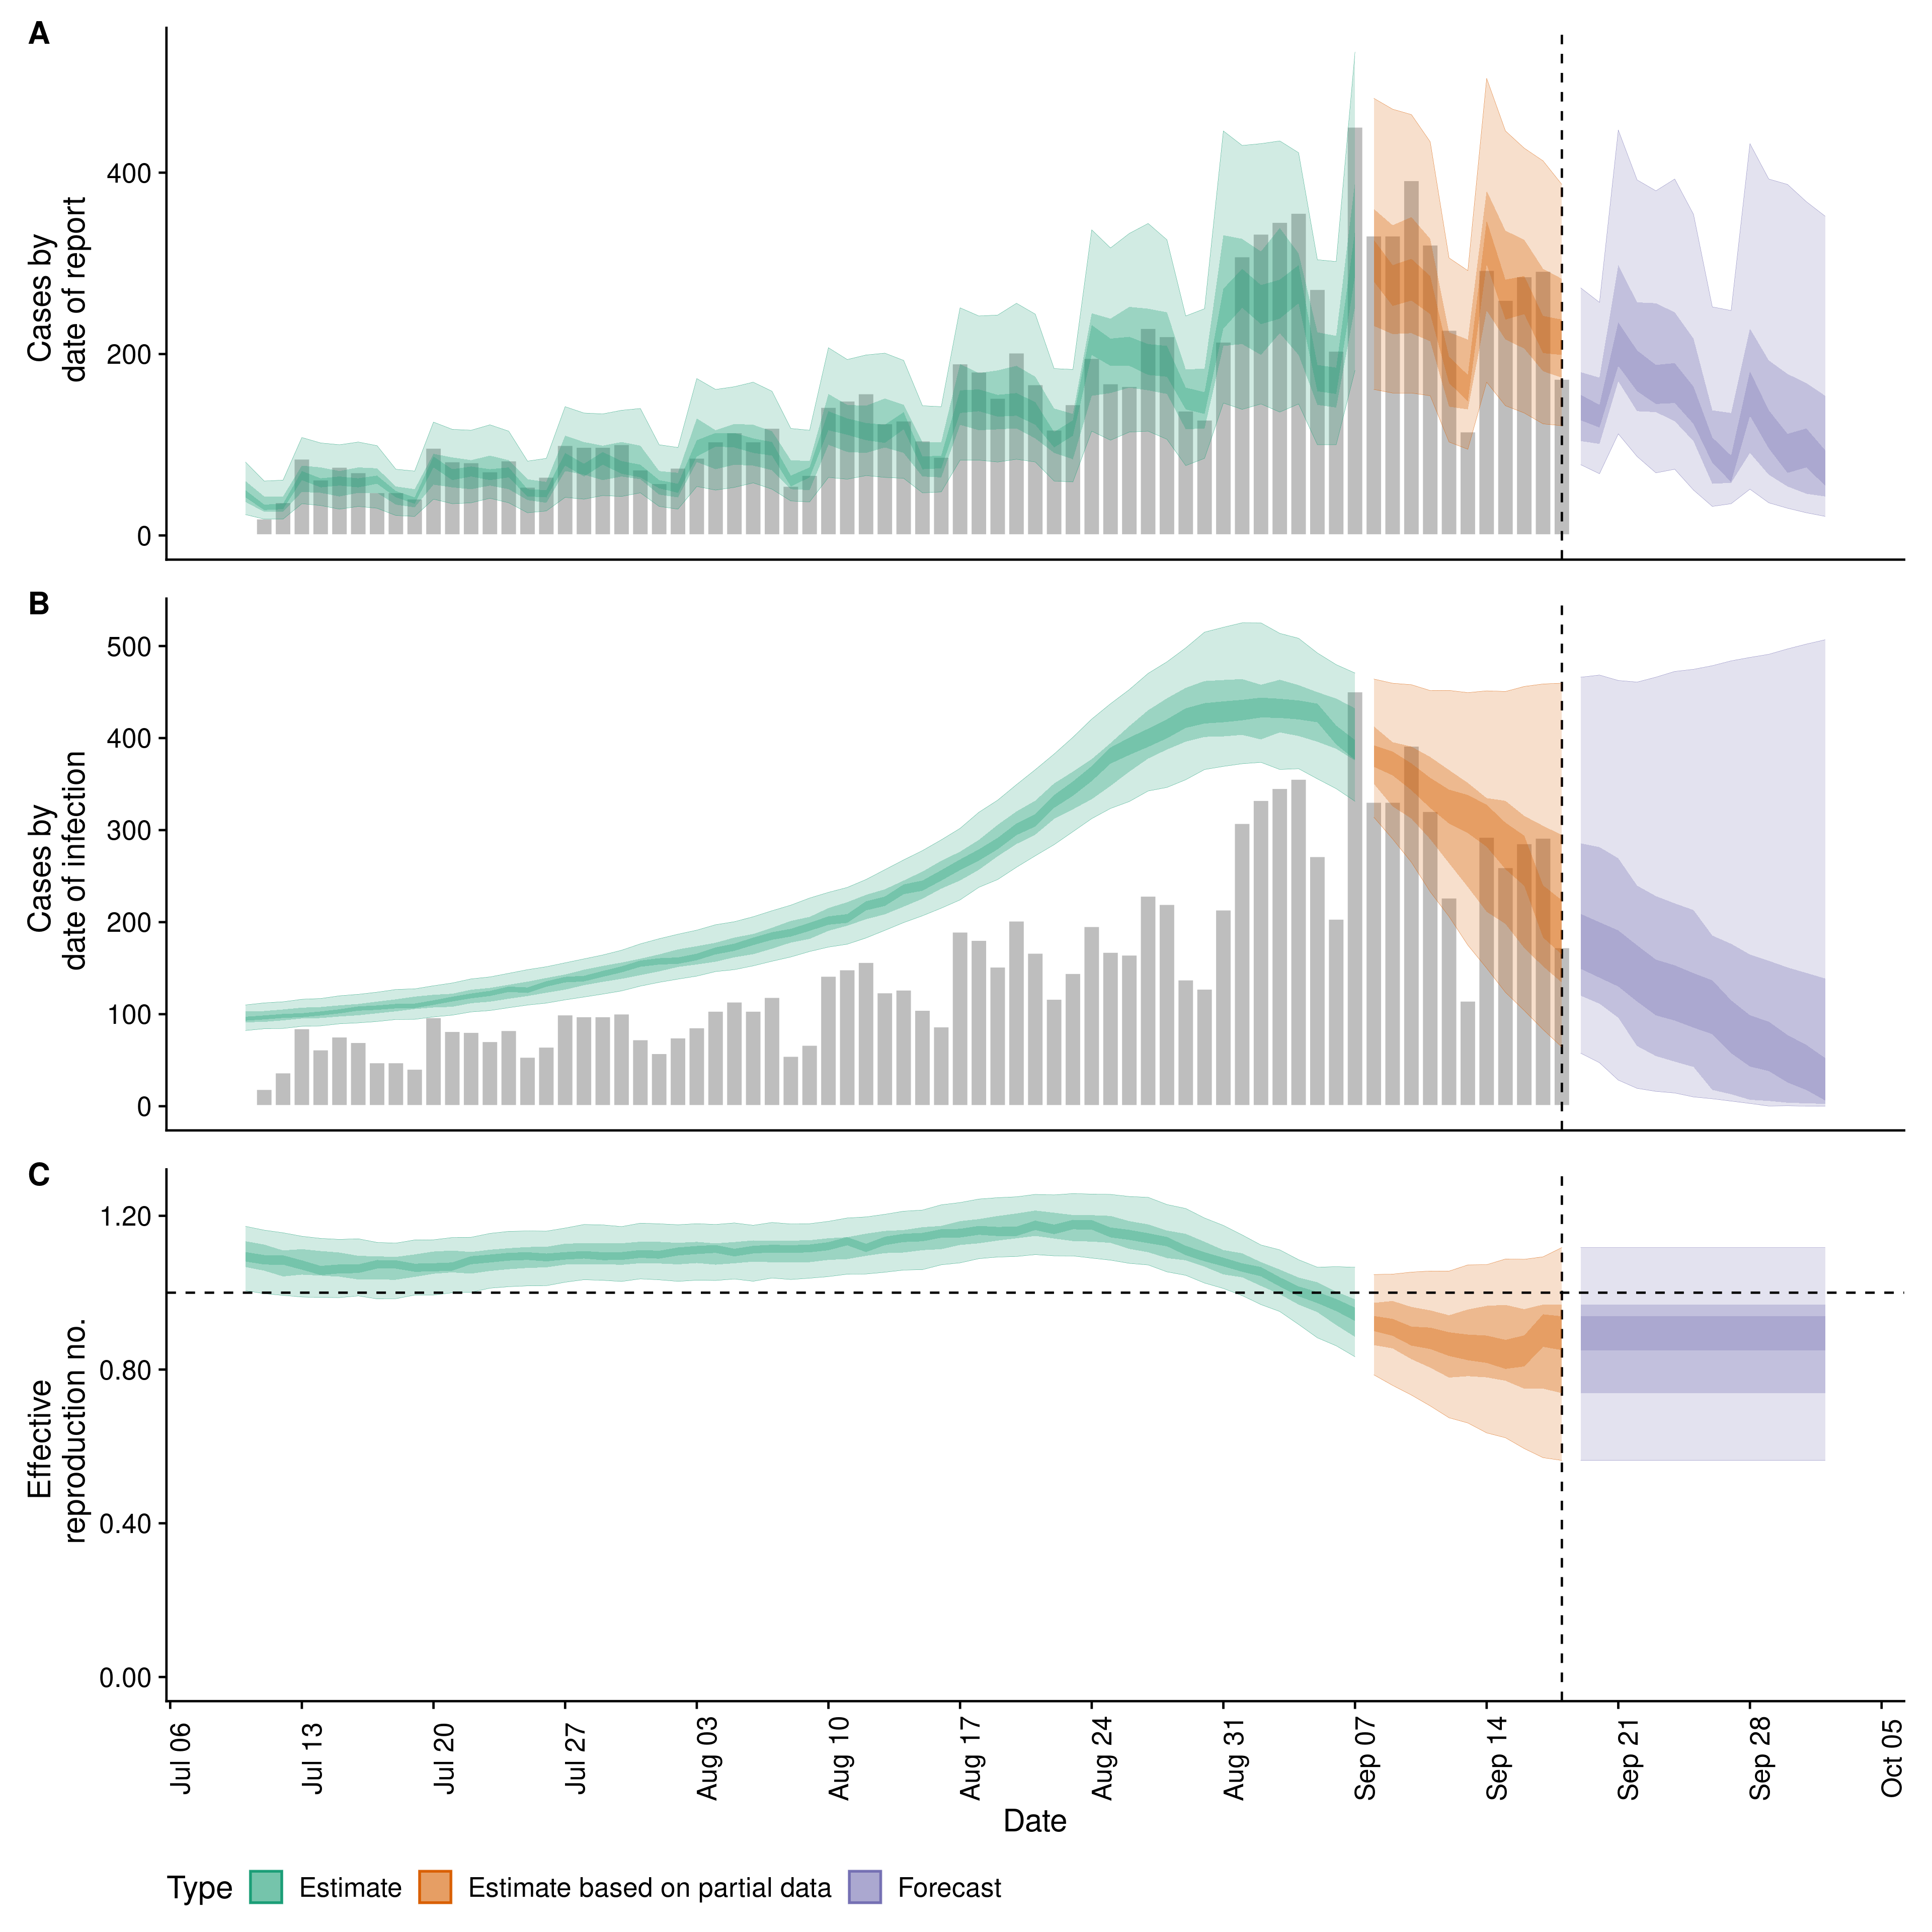 A
Cases by
date of report
400
200
0
B
Cases by
date of infection
500
400
300
200
100
0
C
Effective
reproduction no.
1.20
0.80
0.40
0.00
Jul 06
Jul 13
Jul 20
Jul 27
Aug 03
Aug 10
Aug 17
Aug 24
Aug 31
Sep 07
Sep 14
Sep 21
Sep 28
Oct 05
Date
Type Estimate Estimate based on partial data Forecast